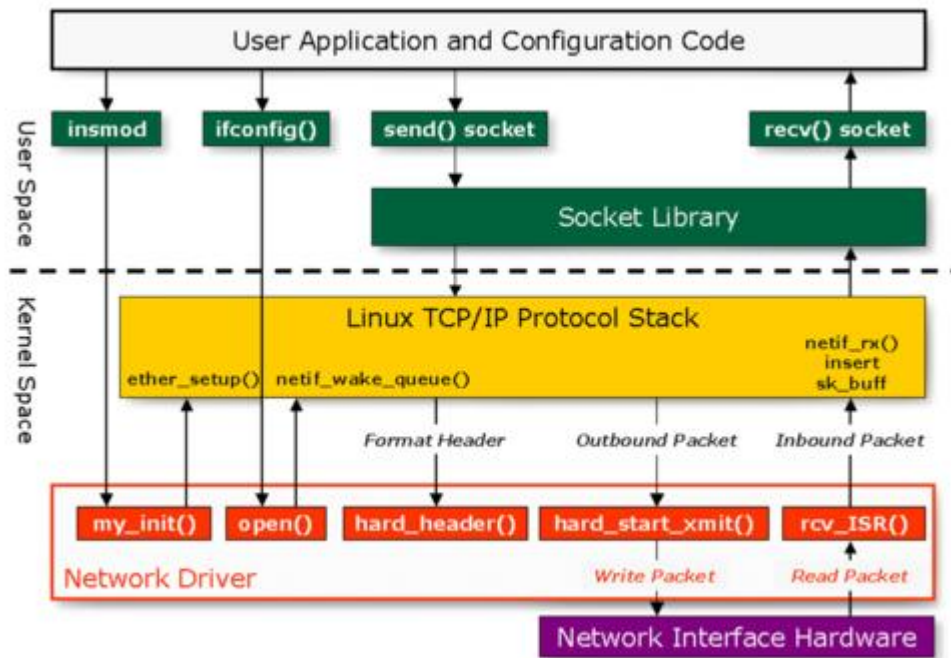 User Application and Configuration Code
insmod
ifconfig()
send() socket
recv() socket
User Space
Socket Library
Kernel Space
Linux TCP/IP Protocol Stack
netif_rx()
insert
sk_buff
ether_setup()
netif_wake_queue()
Format Header
Outbound Packet
Inbound Packet
my_init()
open()
hard_header()
hard_start_xmit()
rcv_ISR()
Network Driver
Write Packet
Read Packet
Network Interface Hardware